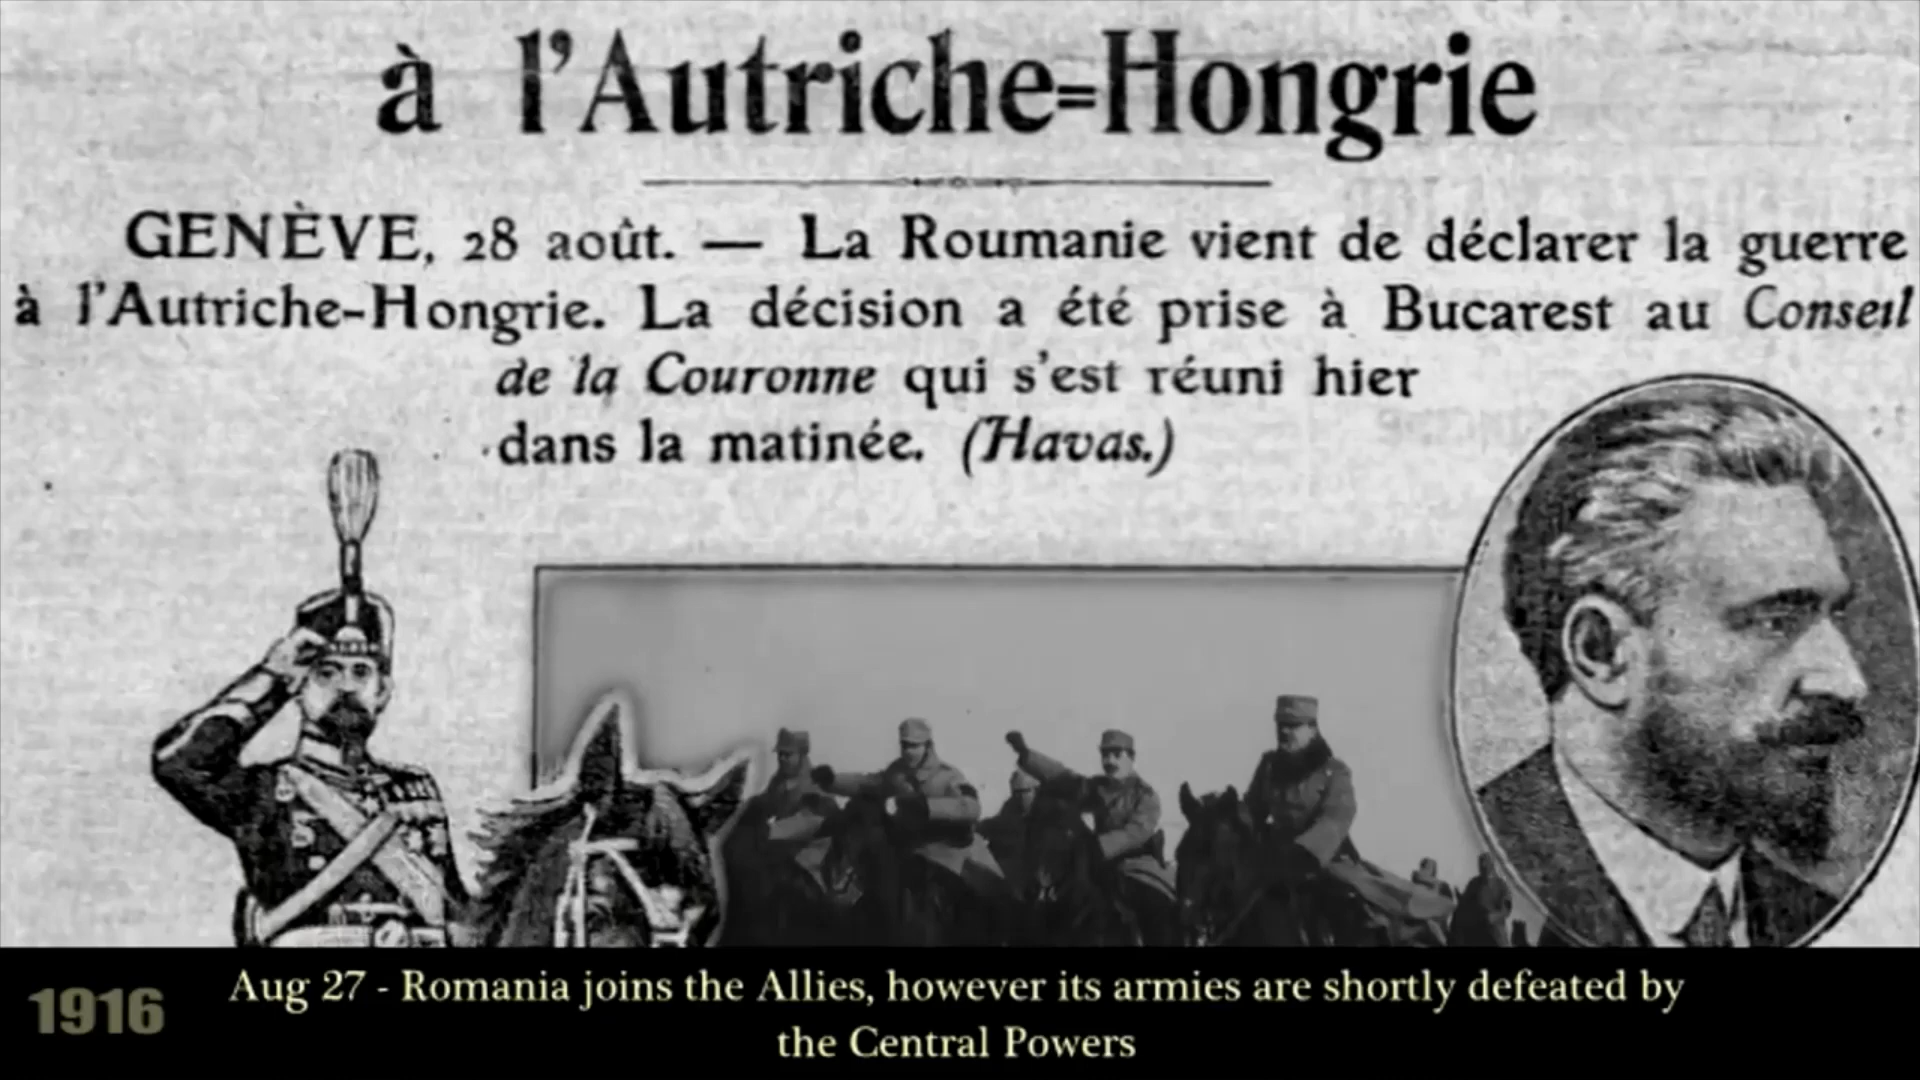 à l'Autriche=Hongrie
GENÈVE, 28 août. — La Roumanie vient de déclarer la guerre
à l'Autriche-Hongrie. La décision a été prise à Bucarest au Conseil
de la Couronne qui s'est réuni hier
dans la matinée. (Havas.)
1916
Aug 27 - Romania joins the Allies, however its armies are shortly defeated by
the Central Powers